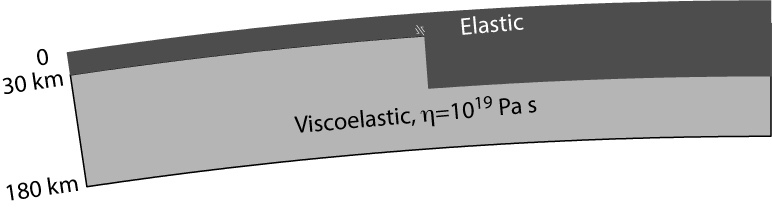 Elastic
0
30 km
Viscoelastic, η=10¹⁹ Pa s
180 km